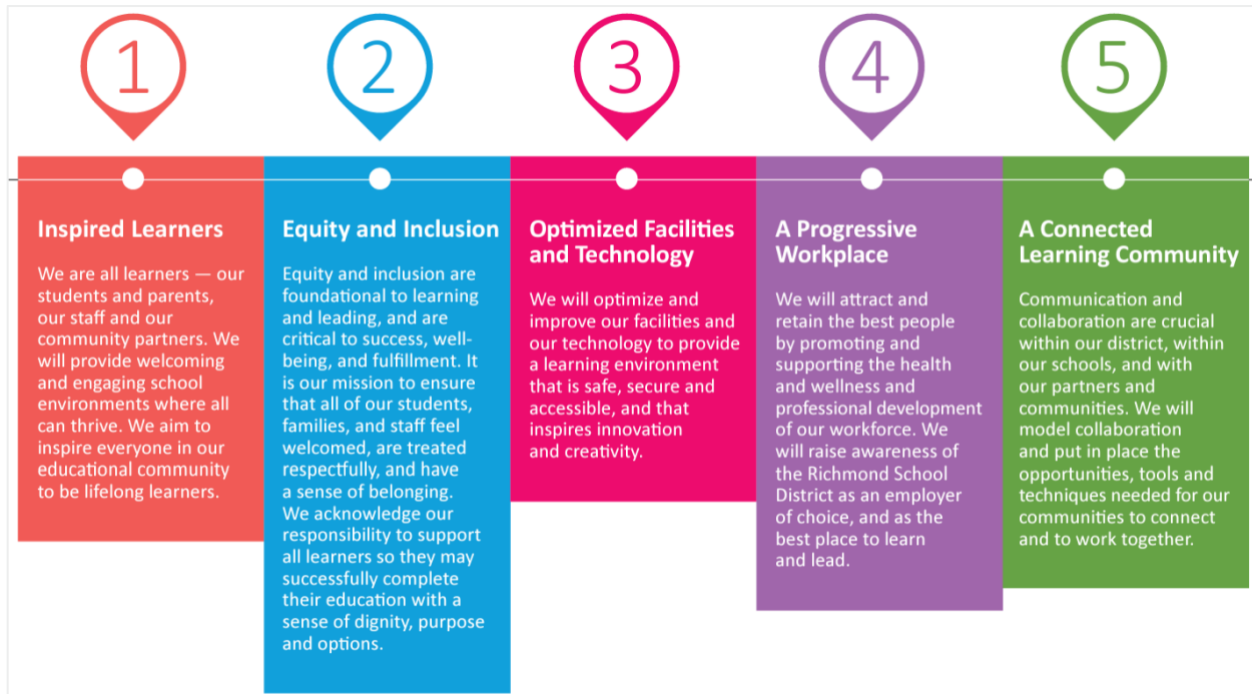 1
Inspired Learners
We are all learners — our
students and parents,
our staff and our
community partners. We
will provide welcoming
and engaging school
environments where all
can thrive. We aim to
inspire everyone in our
educational community
to be lifelong learners.
2
Equity and Inclusion
Equity and inclusion are
foundational to learning
and leading, and are
critical to success, well-
being, and fulfillment. It
is our mission to ensure
that all of our students,
families, and staff feel
welcomed, are treated
respectfully, and have
a sense of belonging.
We acknowledge our
responsibility to support
all learners so they may
successfully complete
their education with a
sense of dignity, purpose
and options.
3
Optimized Facilities
and Technology
We will optimize and
improve our facilities and
our technology to provide
a learning environment
that is safe, secure and
accessible, and that
inspires innovation
and creativity.
4
A Progressive
Workplace
We will attract and
retain the best people
by promoting and
supporting the health
and wellness and
professional development
of our workforce. We
will raise awareness of
the Richmond School
District as an employer
of choice, and as the
best place to learn
and lead.
5
A Connected
Learning Community
Communication and
collaboration are crucial
within our district, within
our schools, and with
our partners and
communities. We will
model collaboration
and put in place the
opportunities, tools and
techniques needed for our
communities to connect
and to work together.